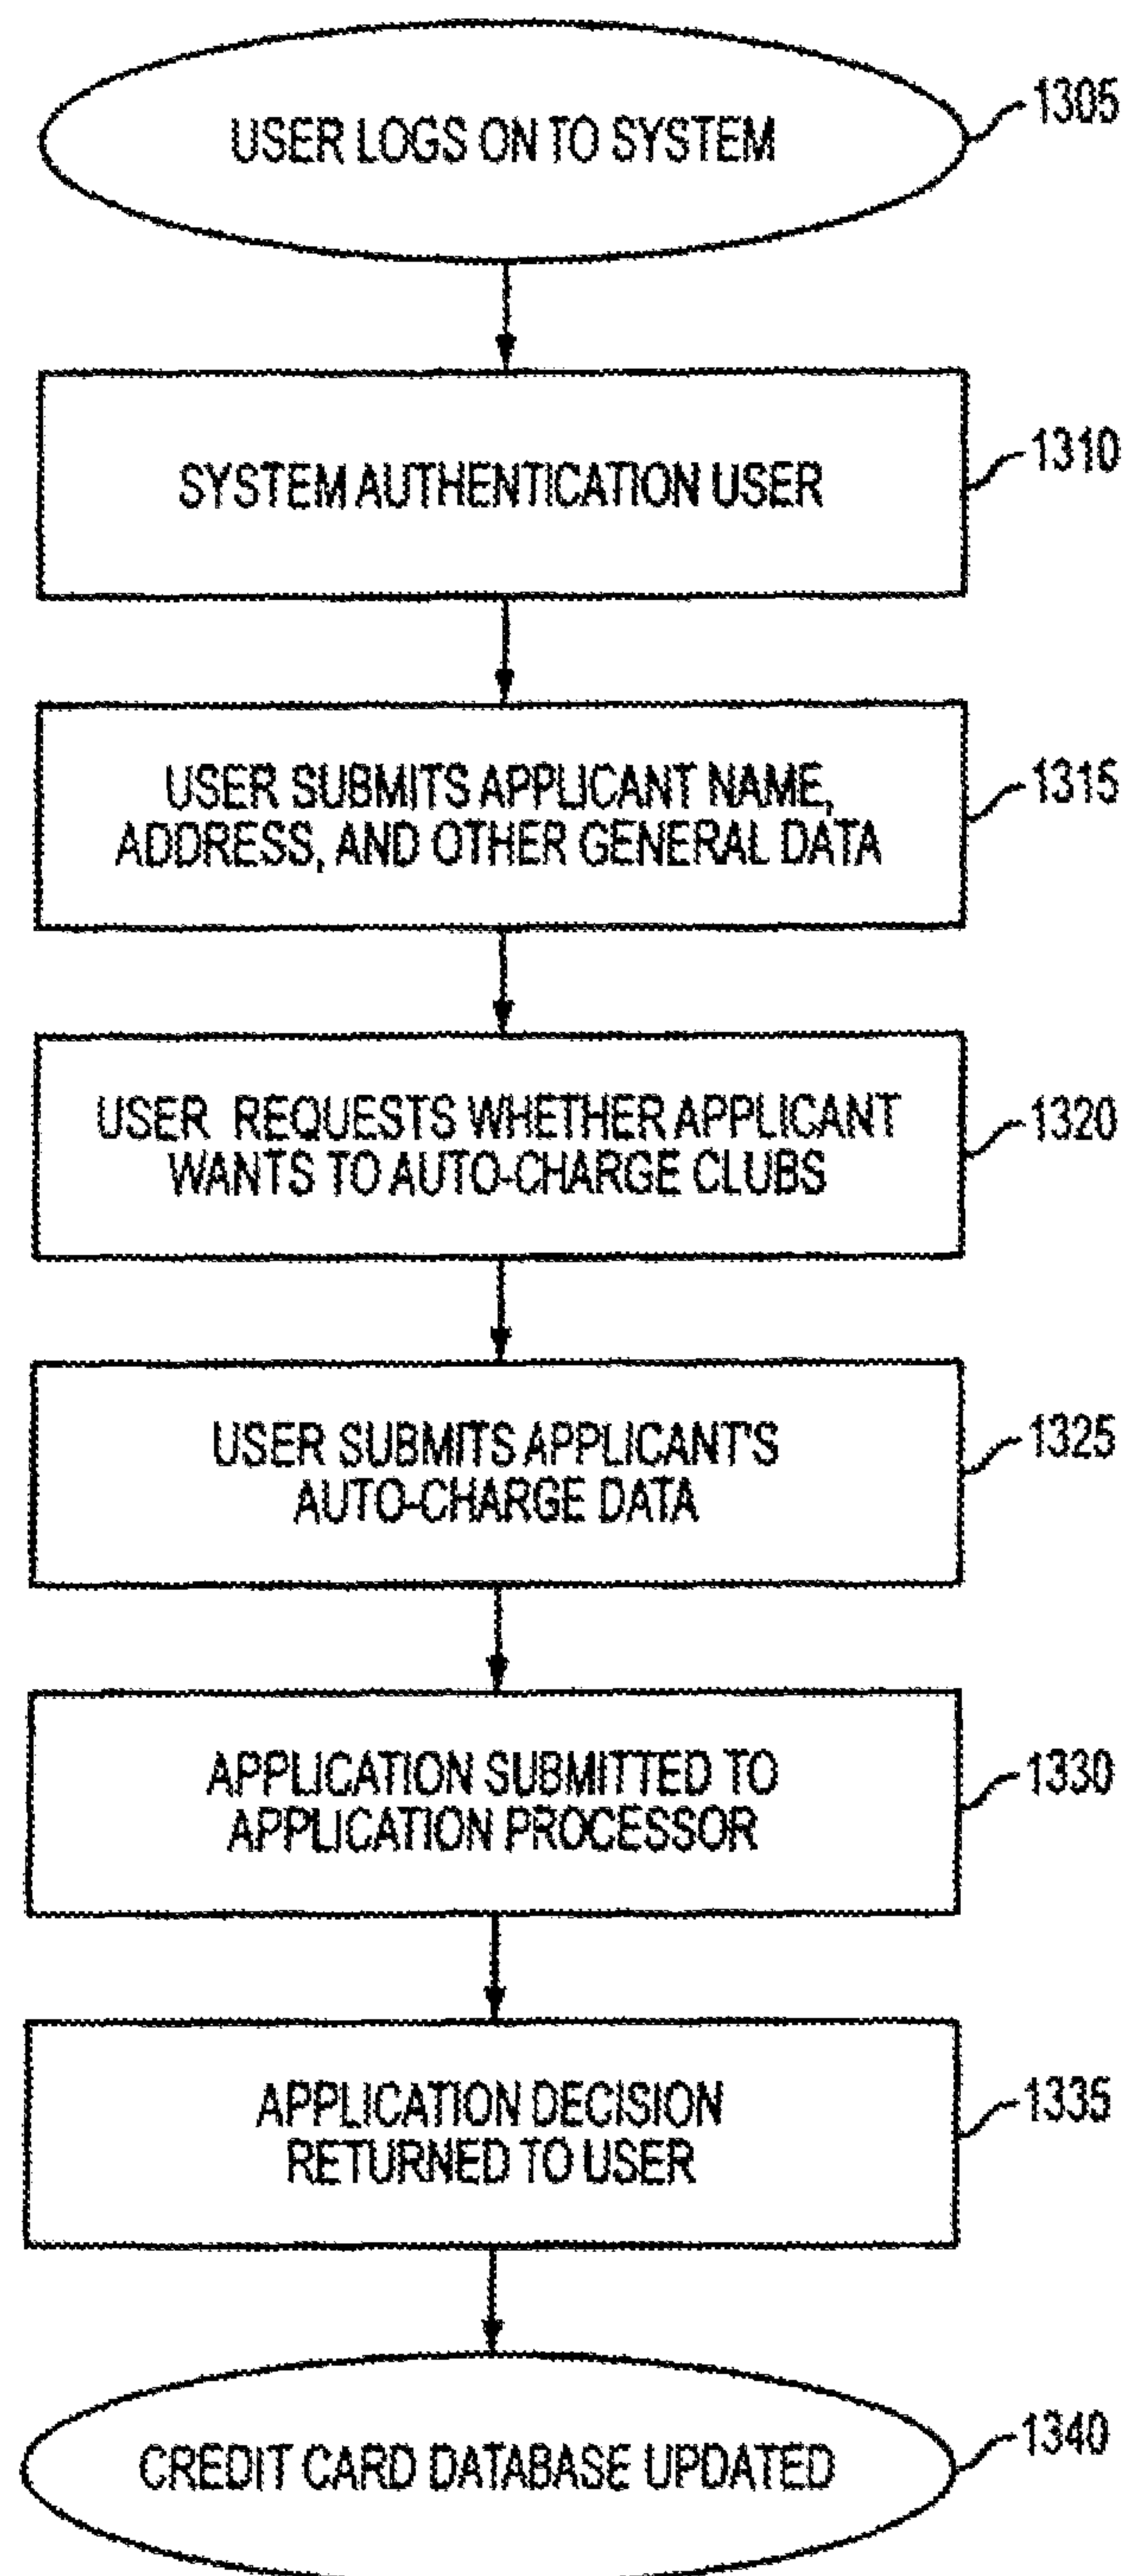 USER LOGS ON TO SYSTEM
1305
SYSTEM AUTHENTICATION USER
1310
USER SUBMITS APPLICANT NAME,
ADDRESS, AND OTHER GENERAL DATA
1315
USER REQUESTS WHETHER APPLICANT
WANTS TO AUTO-CHARGE CLUBS
1320
USER SUBMITS APPLICANT'S
AUTO-CHARGE DATA
1325
APPLICATION SUBMITTED TO
APPLICATION PROCESSOR
1330
APPLICATION DECISION
RETURNED TO USER
1335
CREDIT CARD DATABASE UPDATED
1340